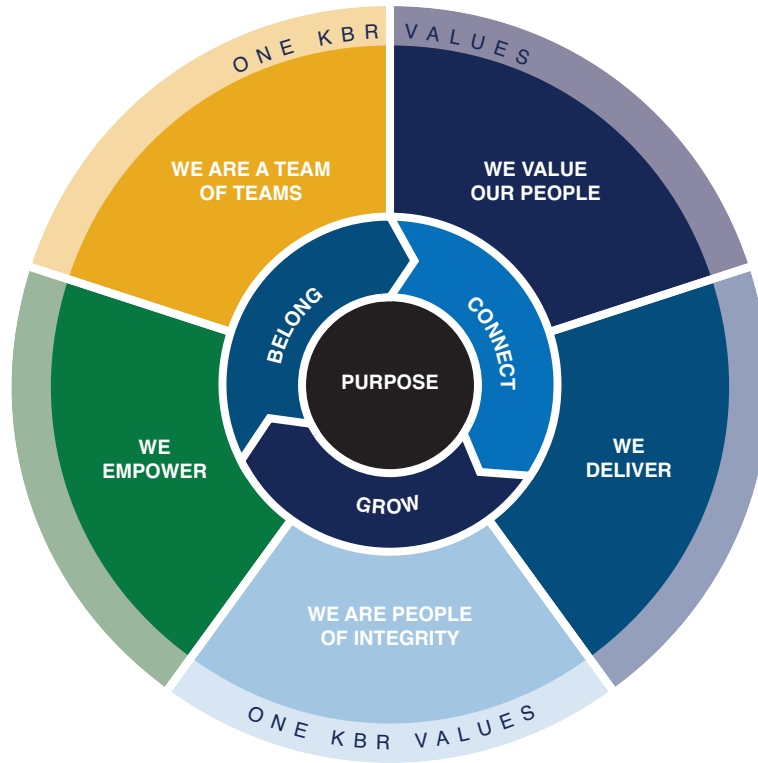 ONE KBR VALUES
WE ARE A TEAM
OF TEAMS
WE VALUE
OUR PEOPLE
BELONG
CONNECT
PURPOSE
WE
EMPOWER
WE
DELIVER
GROW
WE ARE PEOPLE
OF INTEGRITY
ONE KBR VALUES